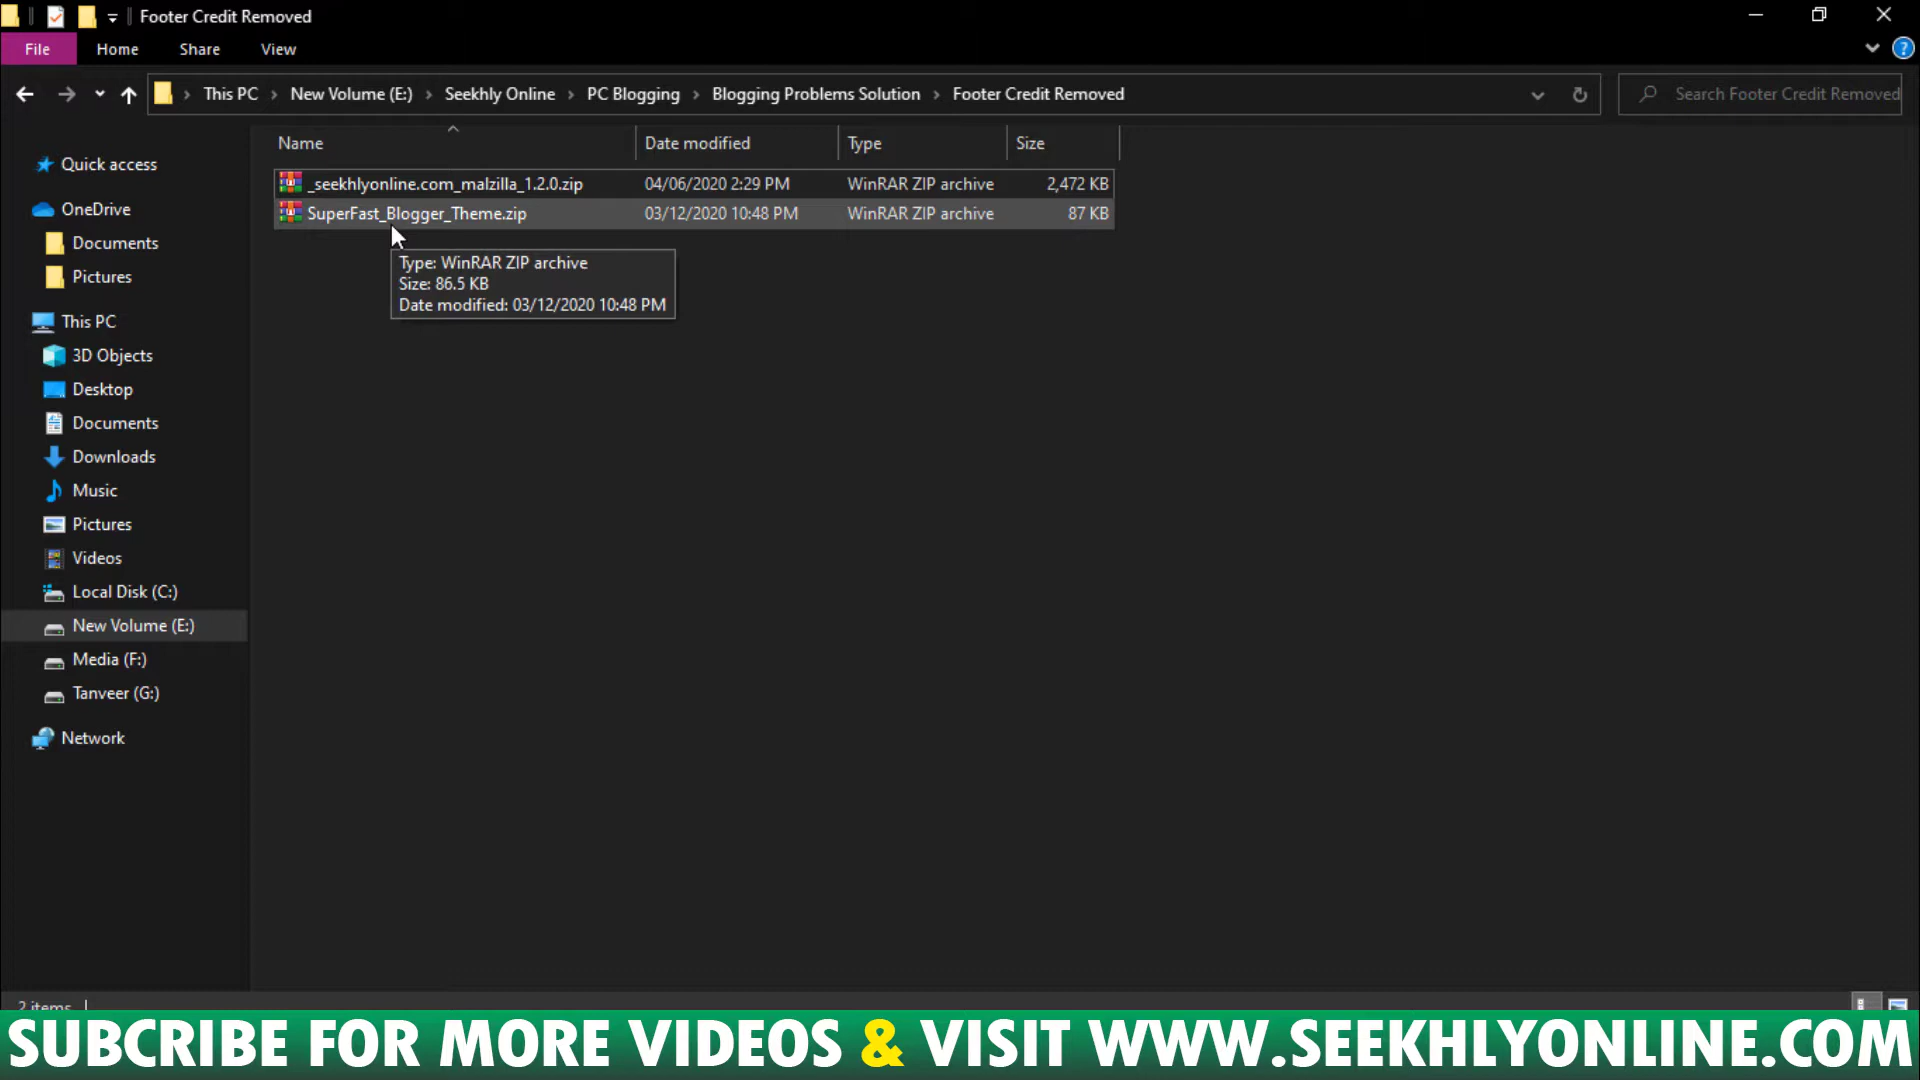 Footer Credit Removed
File Home Share View
This PC New Volume (E:) Seekhly Online PC Blogging Blogging Problems Solution Footer Credit Removed
Search Footer Credit Removed
Name Date modified Type Size
_seekhlyonline.com_malzilla_1.2.0.zip 04/06/2020 2:29 PM WinRAR ZIP archive 2,472 KB
SuperFast_Blogger_Theme.zip 03/12/2020 10:48 PM WinRAR ZIP archive 87 KB
Type: WinRAR ZIP archive
Size: 86.5 KB
Date modified: 03/12/2020 10:48 PM
Quick access
OneDrive
Documents
Pictures
This PC
3D Objects
Desktop
Documents
Downloads
Music
Pictures
Videos
Local Disk (C:)
New Volume (E:)
Media (F:)
Tanveer (G:)
Network
2 items
SUBCRIBE FOR MORE VIDEOS & VISIT WWW.SEEKHLYONLINE.COM